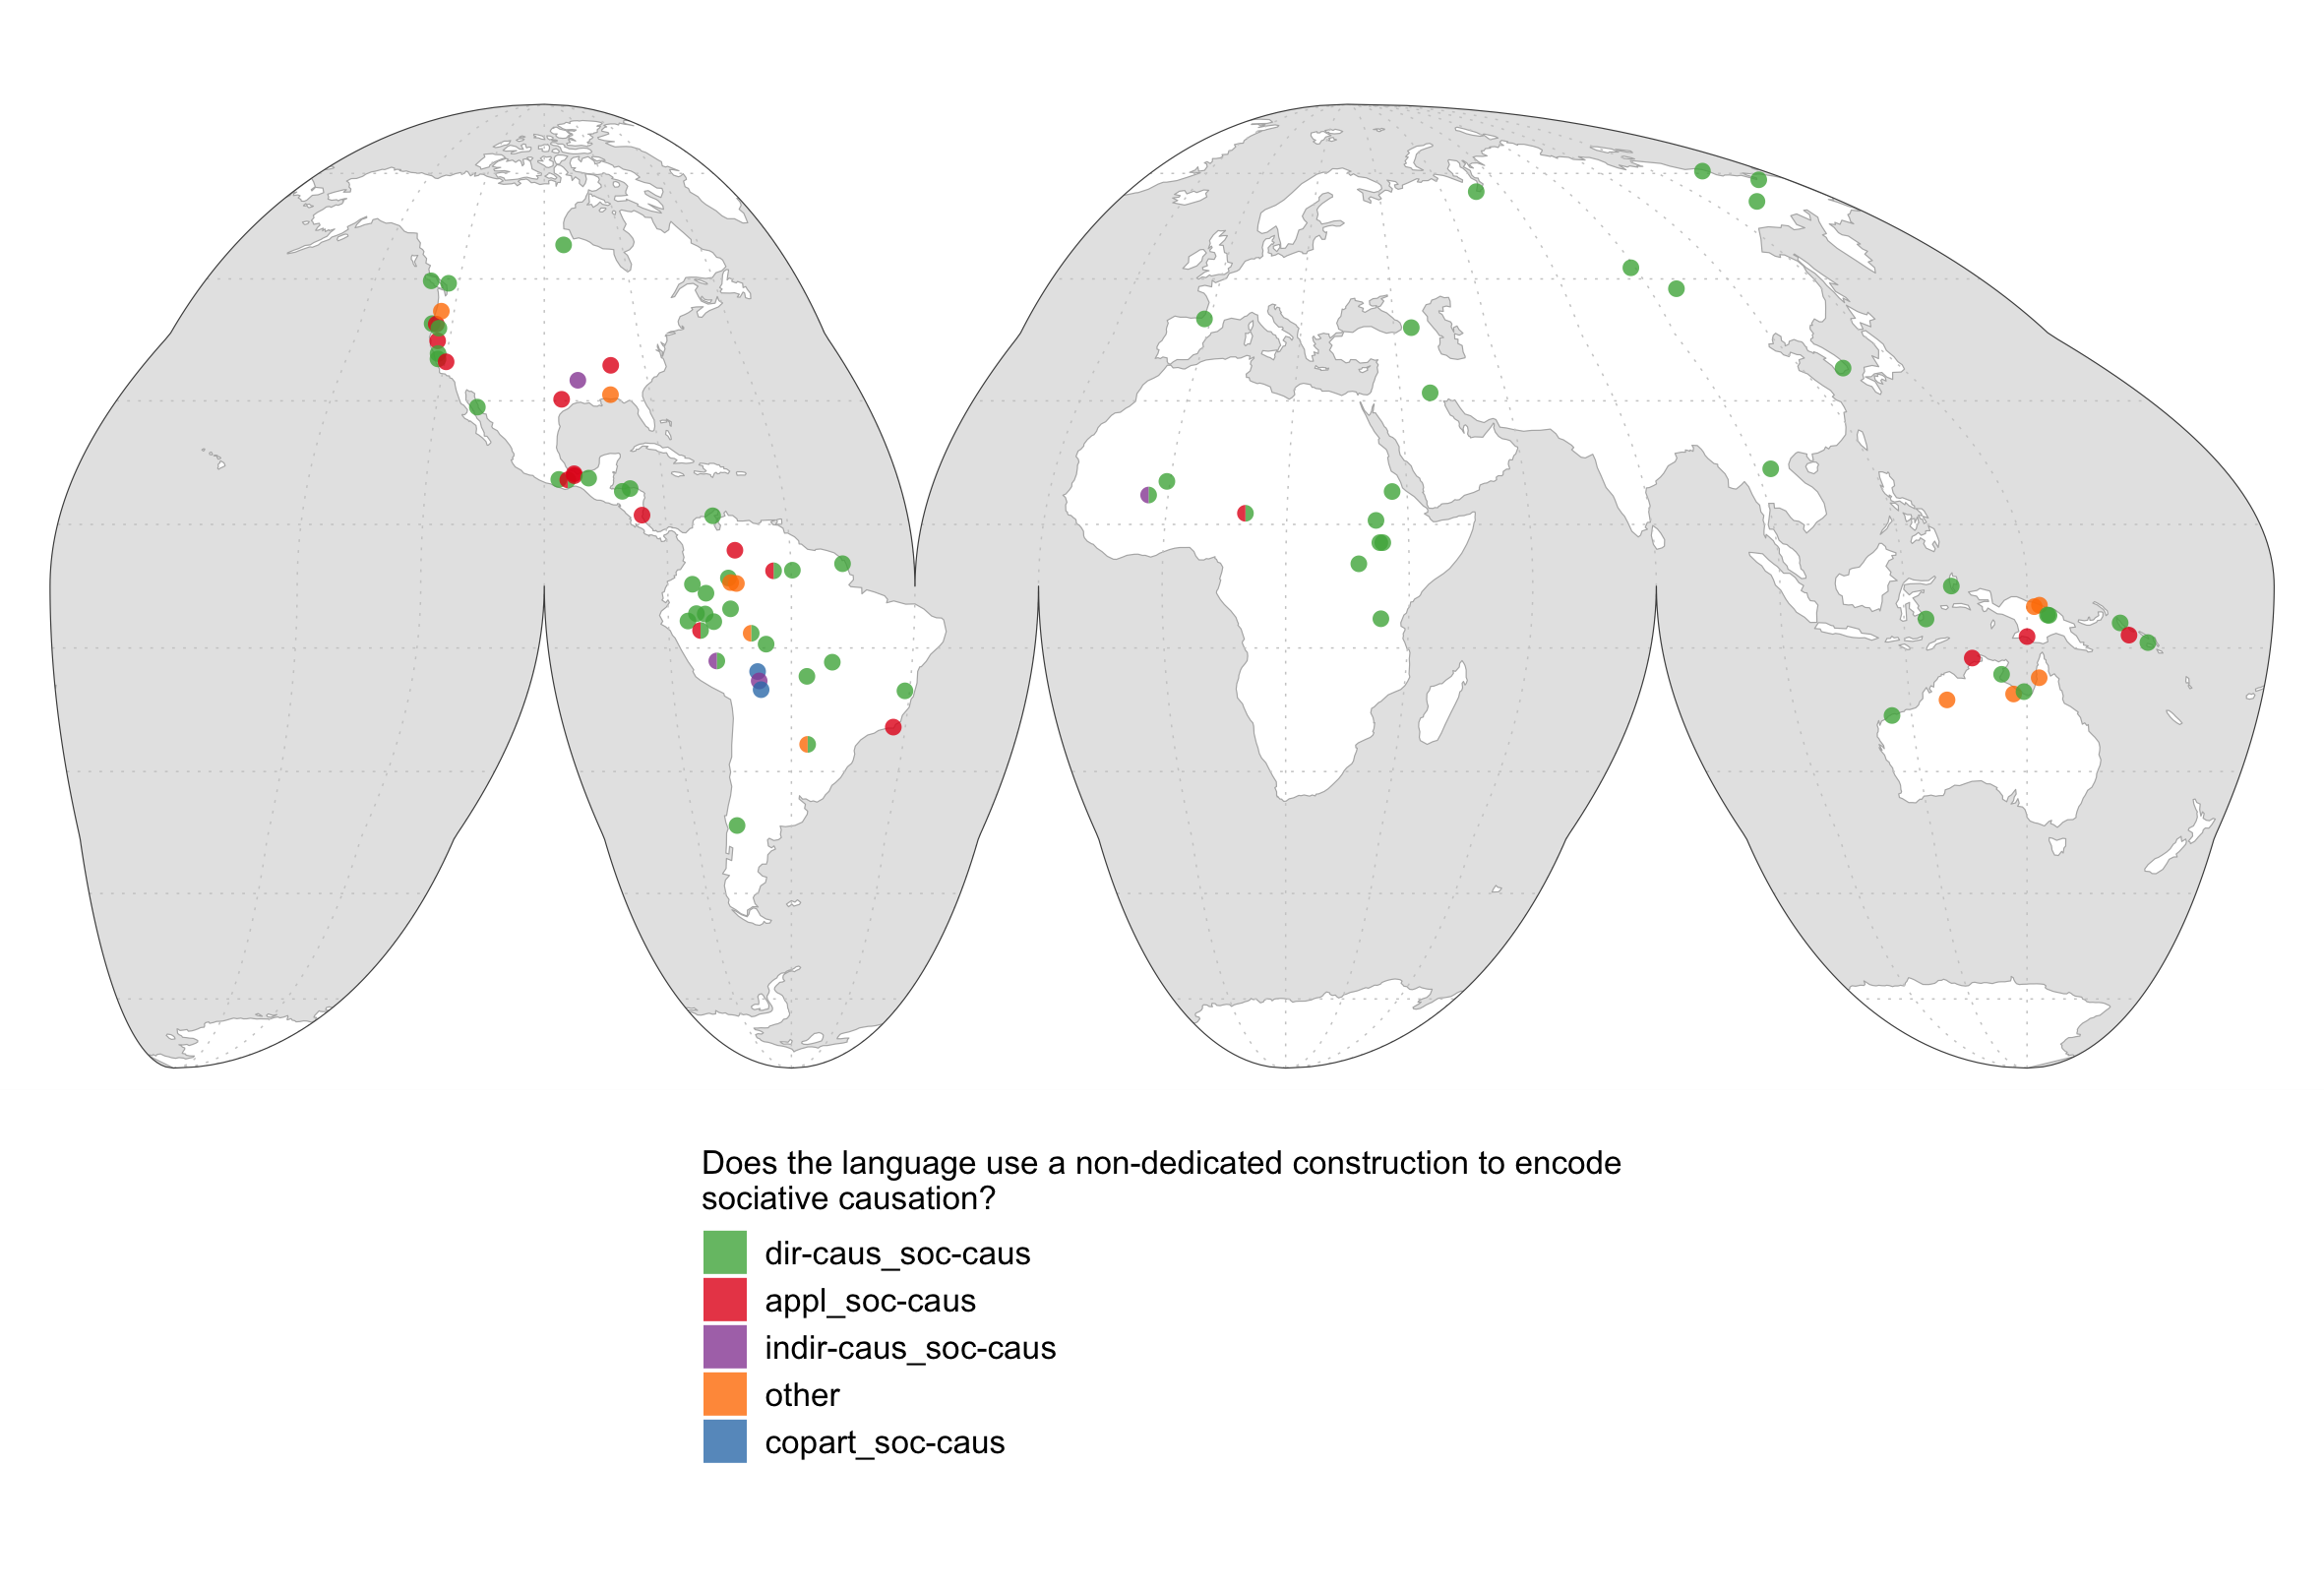 Does the language use a non-dedicated construction to encode
sociative causation?
dir-caus_soc-caus
appl_soc-caus
indir-caus_soc-caus
other
copart_soc-caus